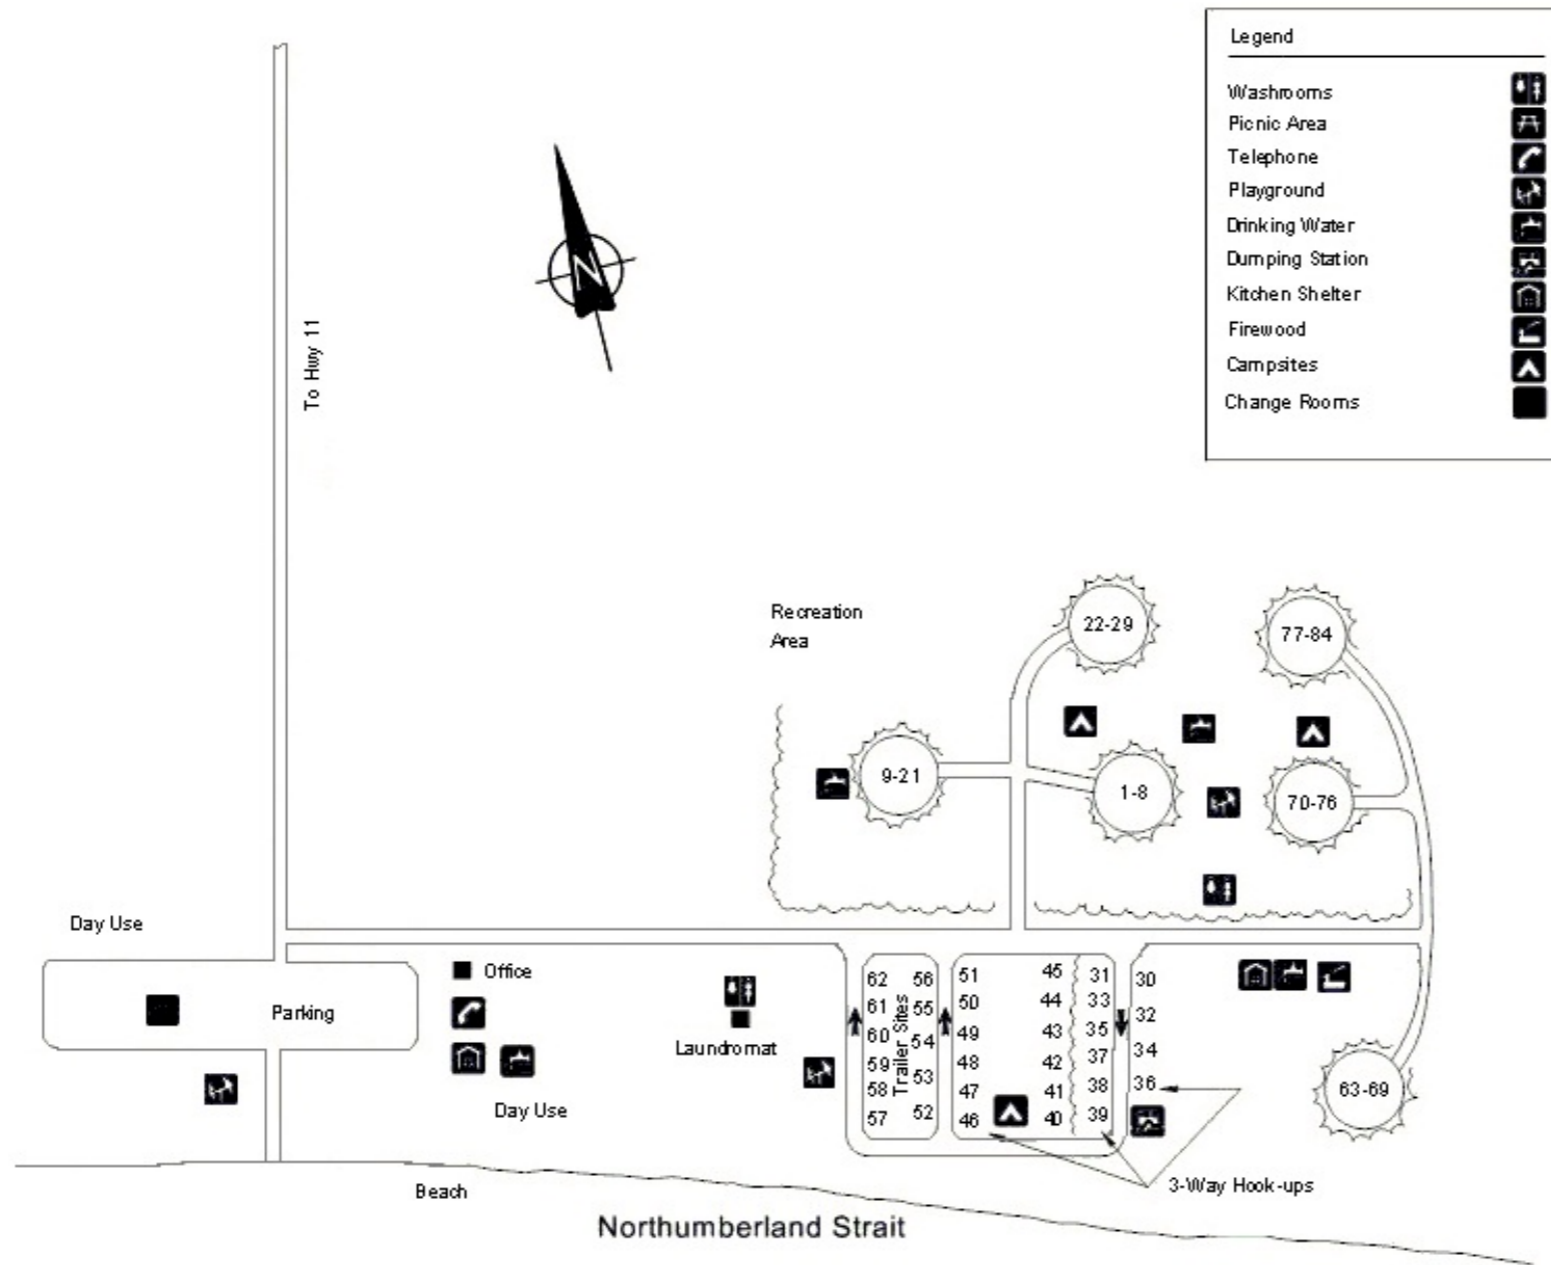 Legend
Washrooms
Picnic Area
Telephone
Playground
Drinking Water
Dumping Station
Kitchen Shelter
Firewood
Campsites
Change Rooms
N
To Hwy 11
Recreation
Area
22-29
77-84
9-21
1-8
70-76
Day Use
Office
Parking
Laundromat
Day Use
62
61
60
59
58
57
Trailer Sites
56
55
54
53
52
51
50
49
48
47
46
45
44
43
42
41
40
31
33
35
37
38
39
30
32
34
36
63-69
3-Way Hook-ups
Beach
Northumberland Strait